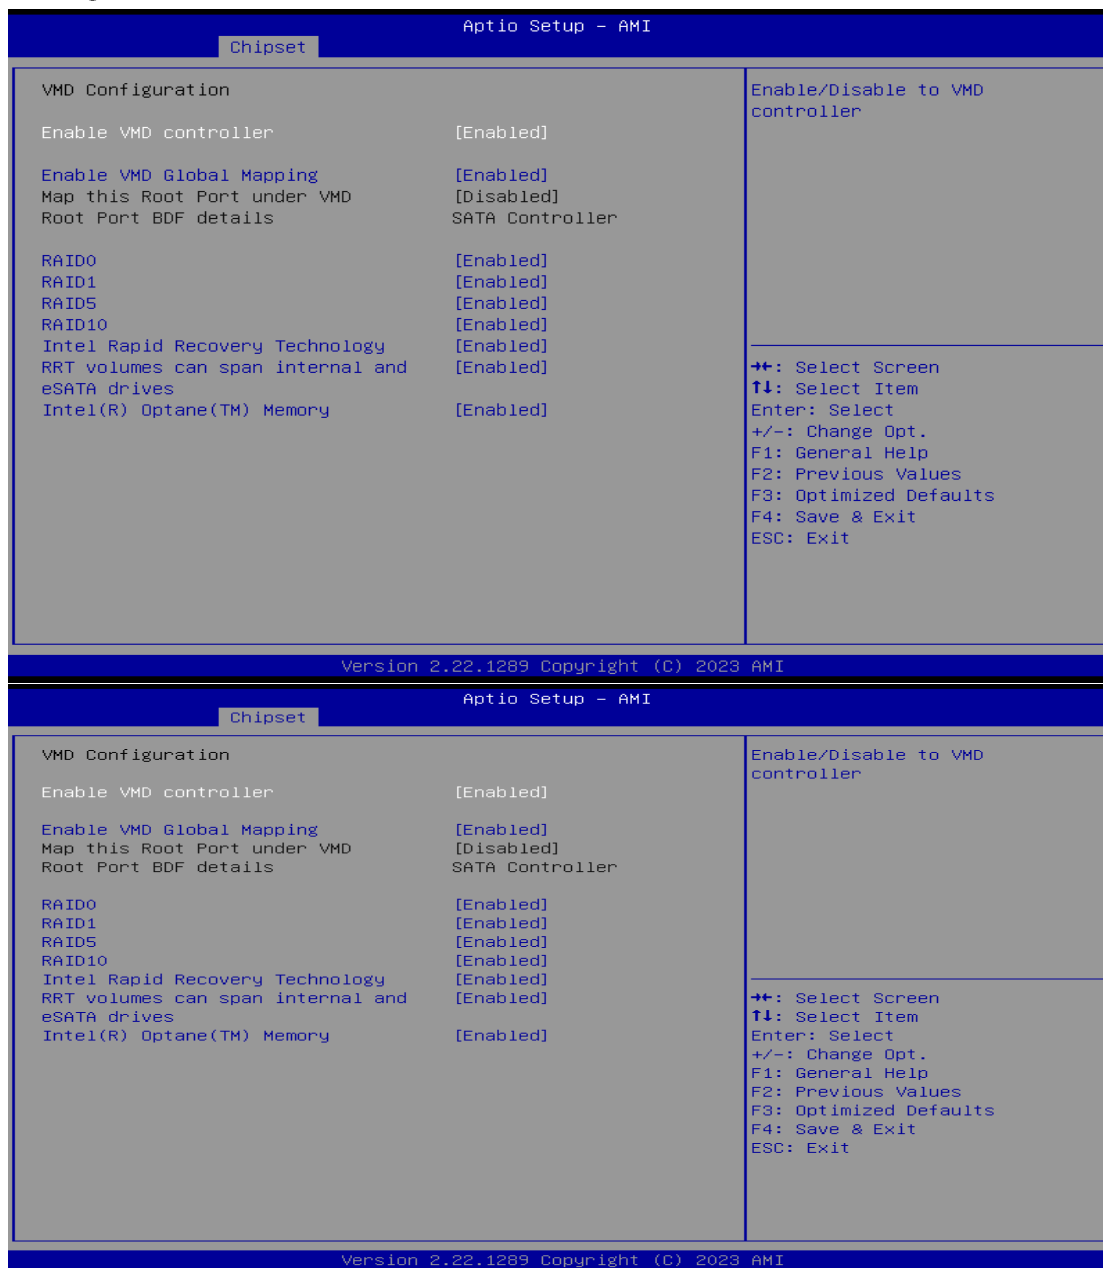 Aptio Setup – AMI
Chipset
VMD Configuration
Enable VMD controller [Enabled]
Enable VMD Global Mapping [Enabled]
Map this Root Port under VMD [Disabled]
Root Port BDF details SATA Controller
RAID0 [Enabled]
RAID1 [Enabled]
RAID5 [Enabled]
RAID10 [Enabled]
Intel Rapid Recovery Technology [Enabled]
RRT volumes can span internal and [Enabled]
eSATA drives
Intel(R) Optane(TM) Memory [Enabled]
Enable/Disable to VMD
controller
→←: Select Screen
↑↓: Select Item
Enter: Select
+/-: Change Opt.
F1: General Help
F2: Previous Values
F3: Optimized Defaults
F4: Save & Exit
ESC: Exit
Version 2.22.1289 Copyright (C) 2023 AMI
Aptio Setup – AMI
Chipset
VMD Configuration
Enable VMD controller [Enabled]
Enable VMD Global Mapping [Enabled]
Map this Root Port under VMD [Disabled]
Root Port BDF details SATA Controller
RAID0 [Enabled]
RAID1 [Enabled]
RAID5 [Enabled]
RAID10 [Enabled]
Intel Rapid Recovery Technology [Enabled]
RRT volumes can span internal and [Enabled]
eSATA drives
Intel(R) Optane(TM) Memory [Enabled]
Enable/Disable to VMD
controller
→←: Select Screen
↑↓: Select Item
Enter: Select
+/-: Change Opt.
F1: General Help
F2: Previous Values
F3: Optimized Defaults
F4: Save & Exit
ESC: Exit
Version 2.22.1289 Copyright (C) 2023 AMI